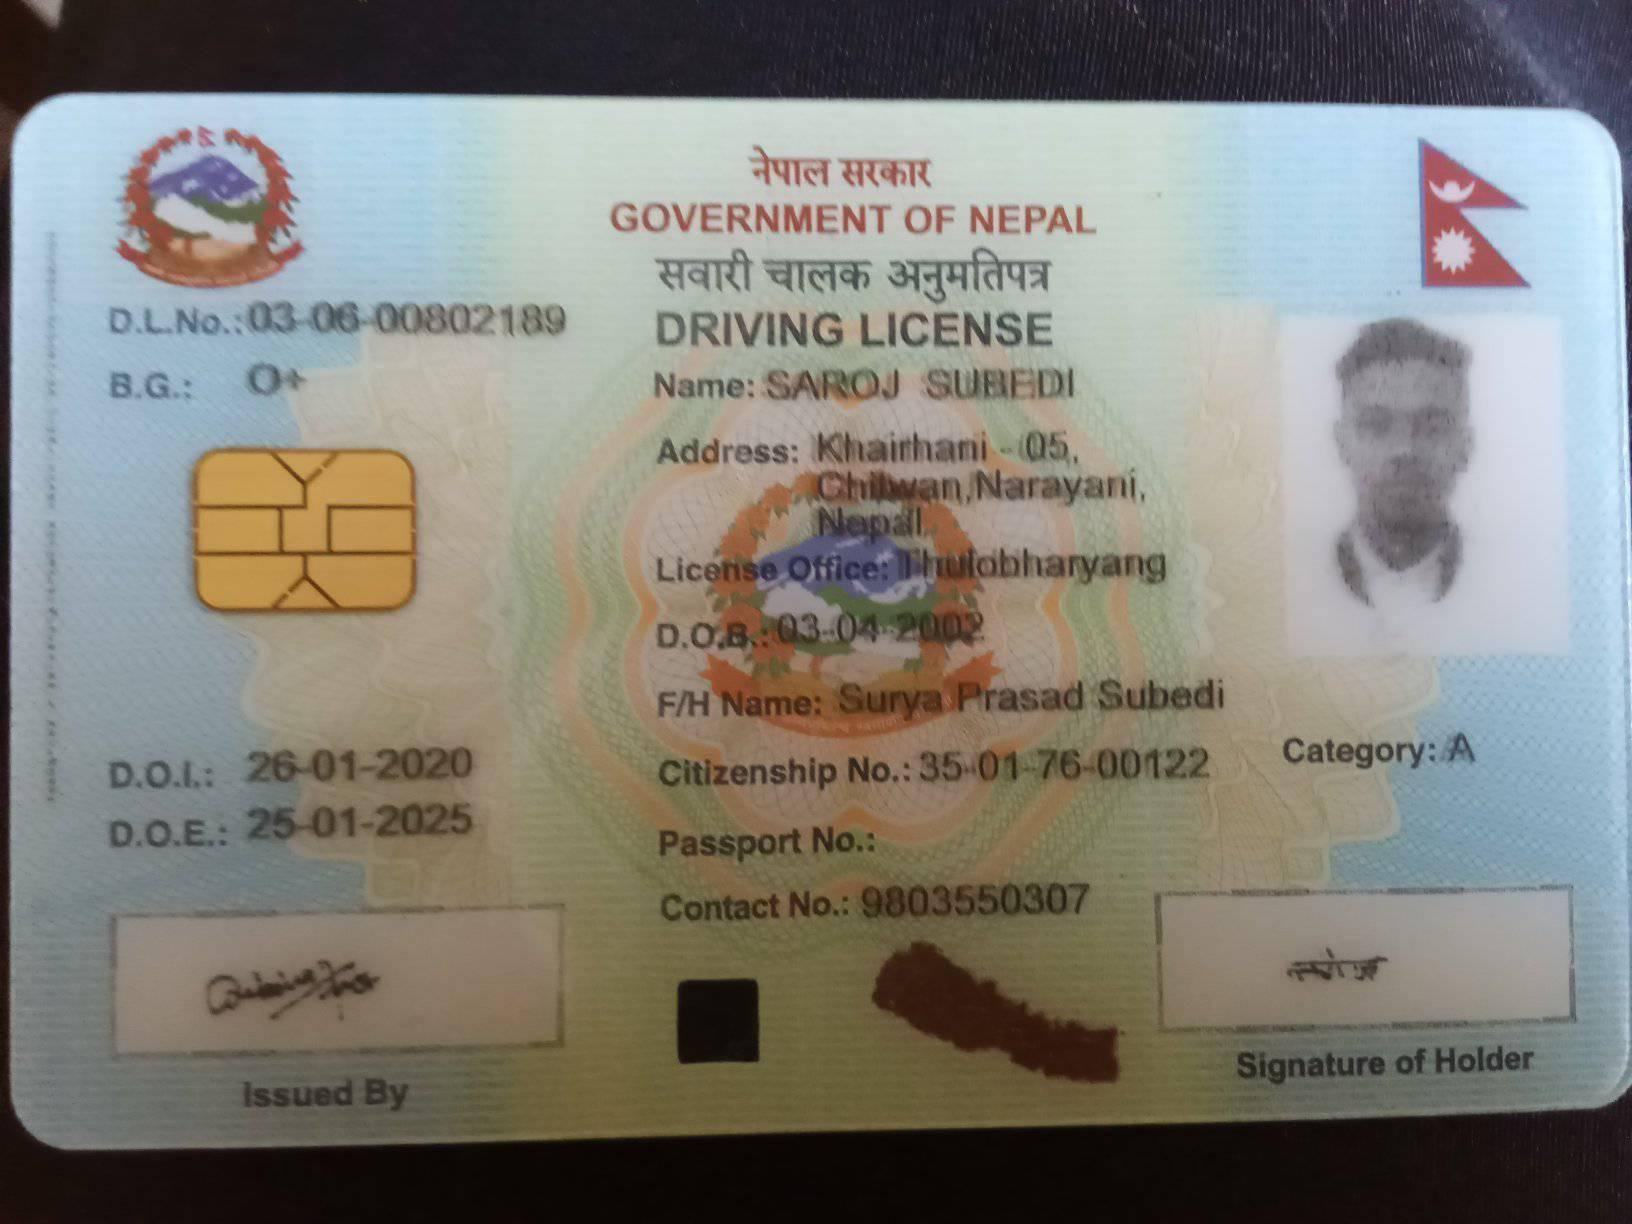 नेपाल सरकार
GOVERNMENT OF NEPAL
सवारी चालक अनुमतिपत्र
DRIVING LICENSE
D.L.No.: 03-06-00802189
B.G.: O+
Name: SAROJ SUBEDI
Address: Khairhani - 05,
Chitwan,Narayani,
Nepal
License Office: Thulobharyang
D.O.B.: 03-04-2002
F/H Name: Surya Prasad Subedi
D.O.I.: 26-01-2020
Citizenship No.: 35-01-76-00122
Category: A
D.O.E.: 25-01-2025
Passport No.:
Contact No.: 9803550307
Issued By
Signature of Holder